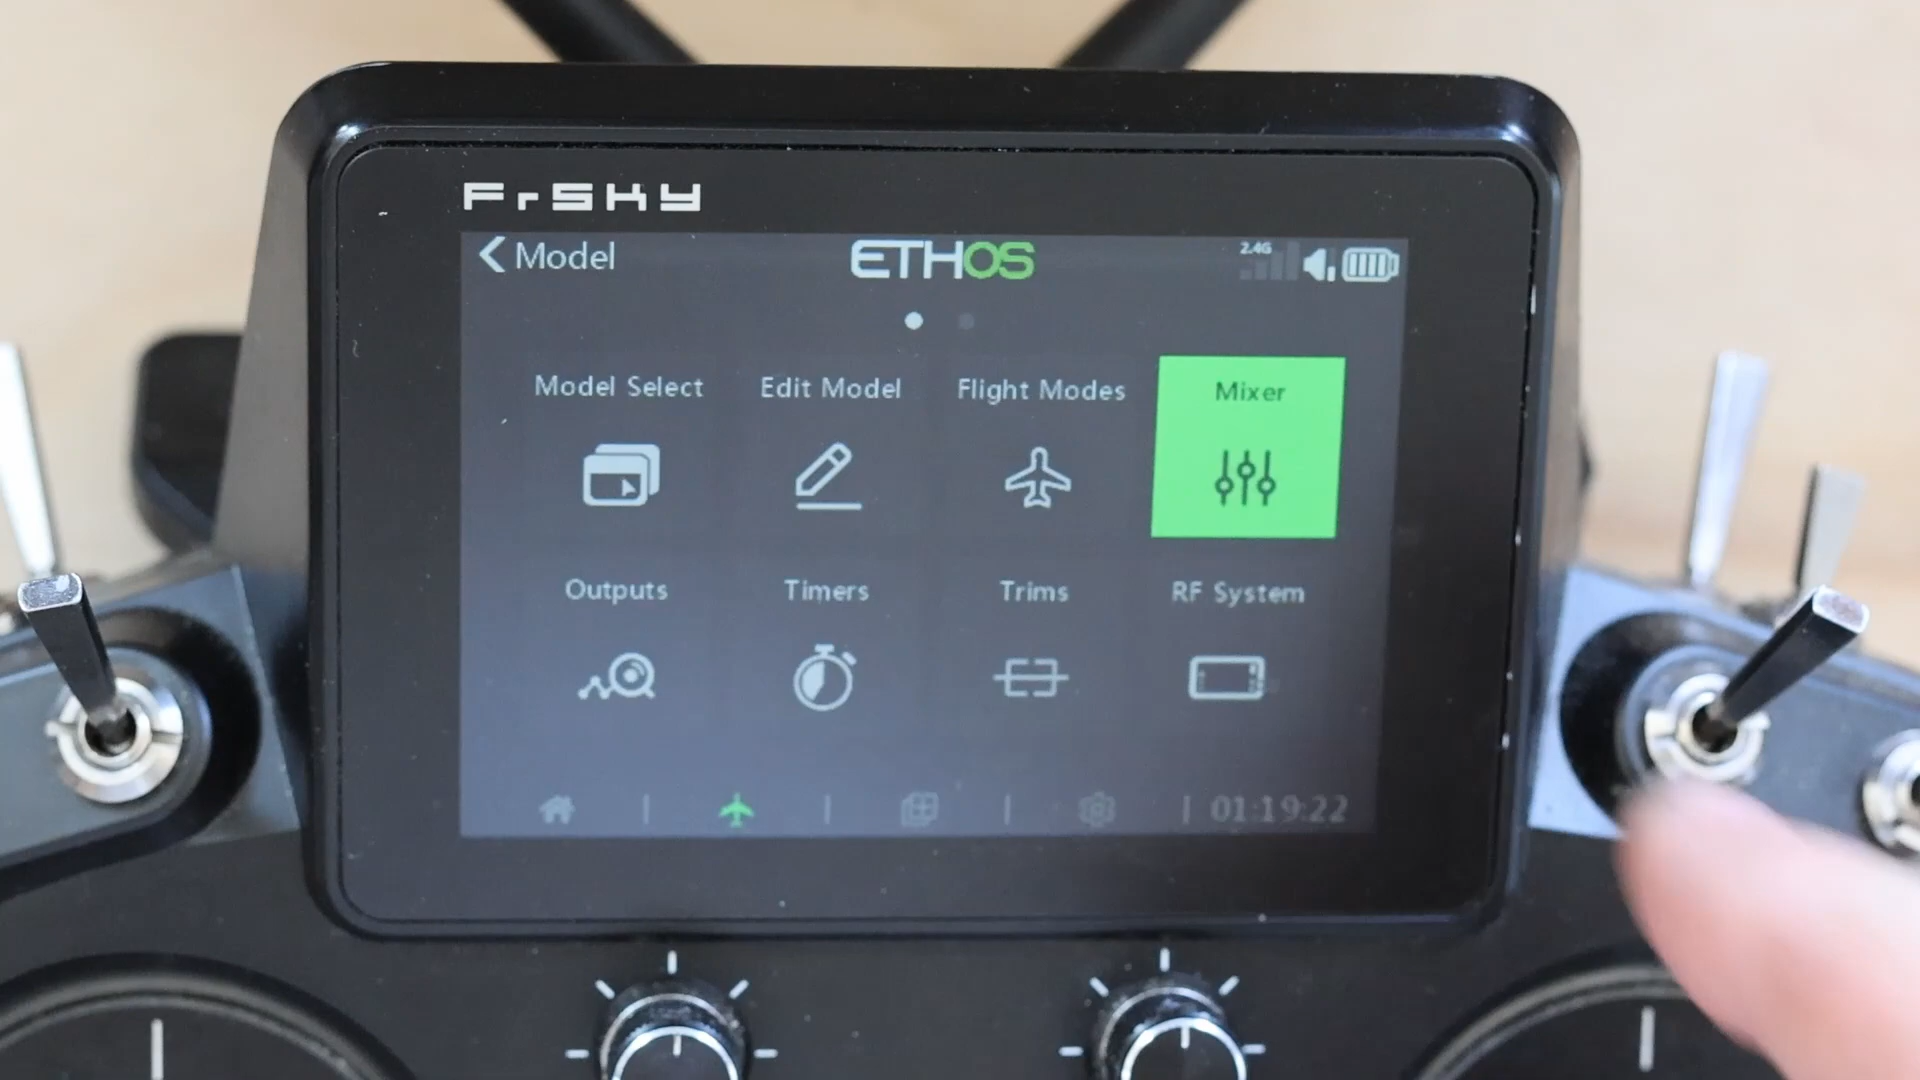 FrSKY
Model
ETHOS
2.4G
Model Select
Edit Model
Flight Modes
Mixer
Outputs
Timers
Trims
RF System
01:19:22